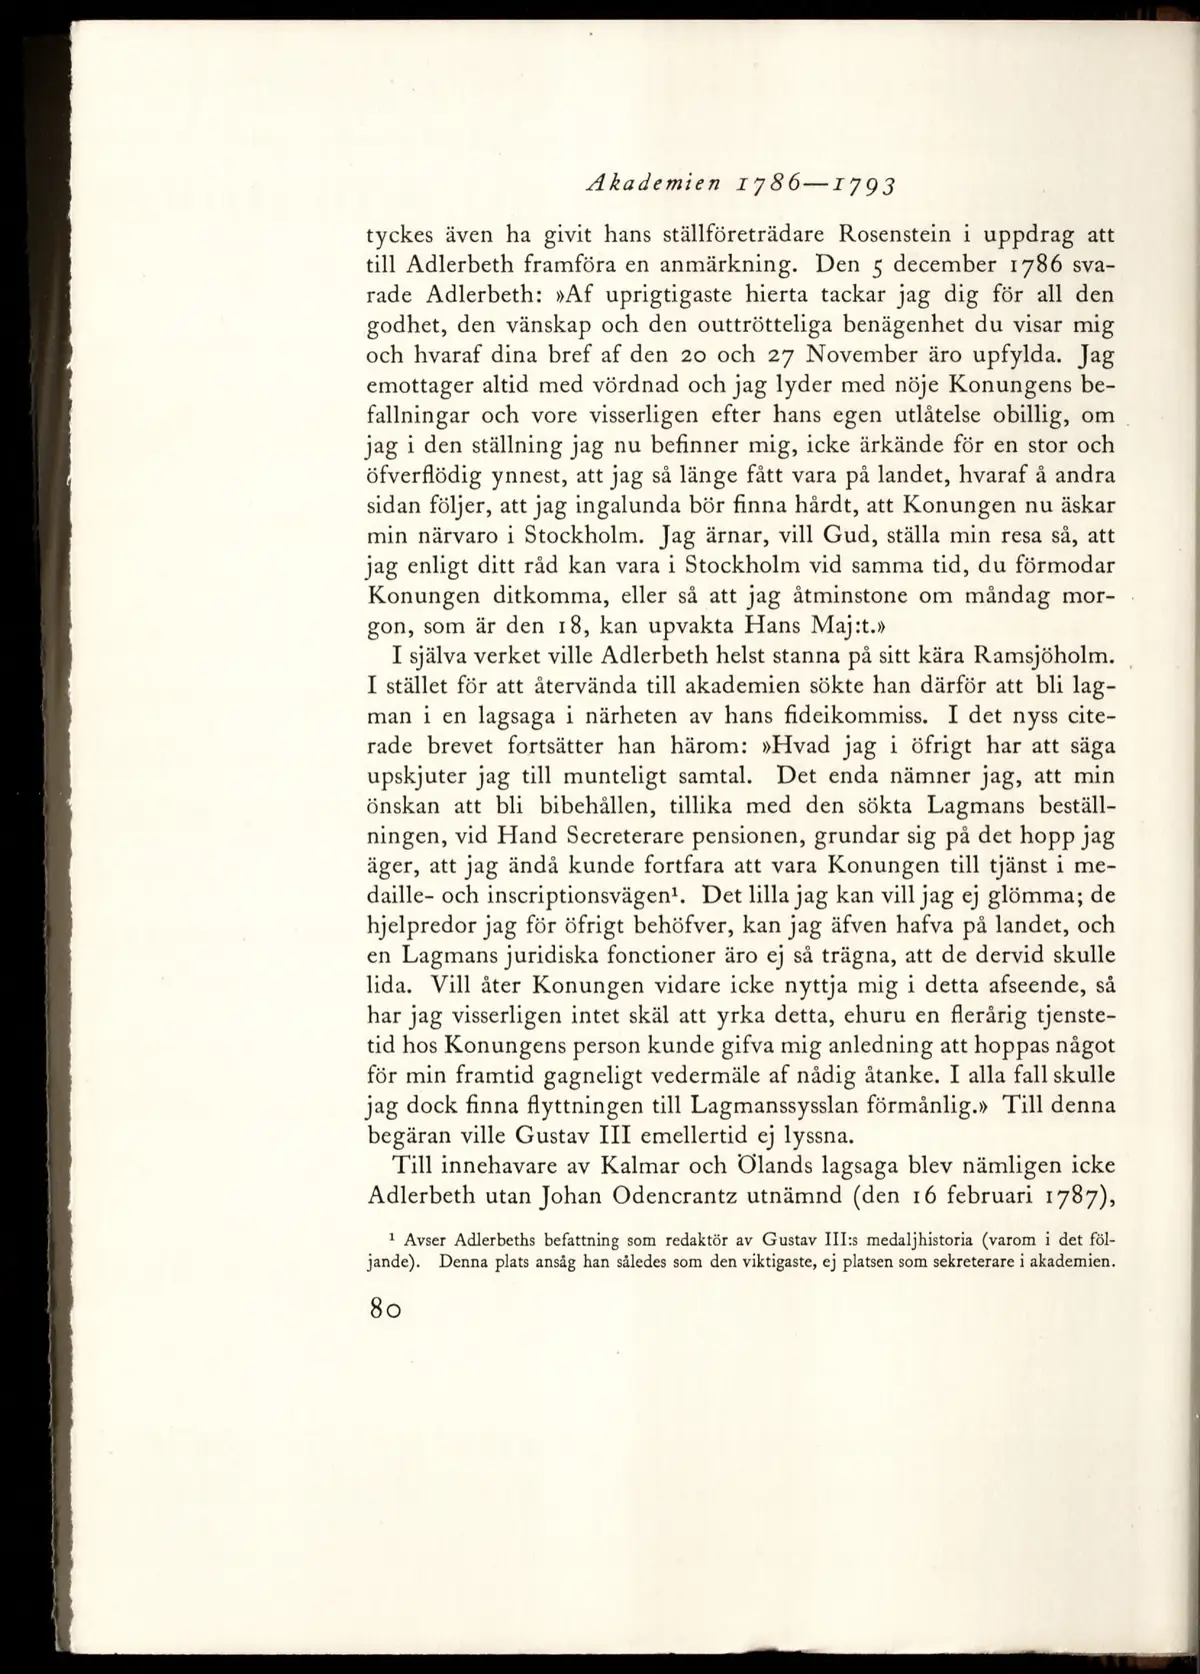 Akademien 1786—1793
tyckes även ha givit hans ställföreträdare Rosenstein i uppdrag att
till Adlerbeth framföra en anmärkning. Den 5 december 1786 sva-
rade Adlerbeth: »Af uprigtigaste hierta tackar jag dig för all den
godhet, den vänskap och den outtrötteliga benägenhet du visar mig
och hvaraf dina bref af den 20 och 27 November äro upfylda. Jag
emottager altid med vördnad och jag lyder med nöje Konungens be-
fallningar och vore visserligen efter hans egen utlåtelse obillig, om
jag i den ställning jag nu befinner mig, icke ärkände för en stor och
öfverflödig ynnest, att jag så länge fått vara på landet, hvaraf å andra
sidan följer, att jag ingalunda bör finna hårdt, att Konungen nu äskar
min närvaro i Stockholm. Jag ärnar, vill Gud, ställa min resa så, att
jag enligt ditt råd kan vara i Stockholm vid samma tid, du förmodar
Konungen ditkomma, eller så att jag åtminstone om måndag mor-
gon, som är den 18, kan upvakta Hans Maj:t.»
I själva verket ville Adlerbeth helst stanna på sitt kära Ramsjöholm.
I stället för att återvända till akademien sökte han därför att bli lag-
man i en lagsaga i närheten av hans fideikommiss. I det nyss cite-
rade brevet fortsätter han härom: »Hvad jag i öfrigt har att säga
upskjuter jag till munteligt samtal. Det enda nämner jag, att min
önskan att bli bibehållen, tillika med den sökta Lagmans beställ-
ningen, vid Hand Secreterare pensionen, grundar sig på det hopp jag
äger, att jag ändå kunde fortfara att vara Konungen till tjänst i me-
daille- och inscriptionsvägen¹. Det lilla jag kan vill jag ej glömma; de
hjelpredor jag för öfrigt behöfver, kan jag äfven hafva på landet, och
en Lagmans juridiska fonctioner äro ej så trägna, att de dervid skulle
lida. Vill åter Konungen vidare icke nyttja mig i detta afseende, så
har jag visserligen intet skäl att yrka detta, ehuru en flerårig tjenste-
tid hos Konungens person kunde gifva mig anledning att hoppas något
för min framtid gagneligt vedermäle af nådig åtanke. I alla fall skulle
jag dock finna flyttningen till Lagmanssysslan förmånlig.» Till denna
begäran ville Gustav III emellertid ej lyssna.
Till innehavare av Kalmar och Ölands lagsaga blev nämligen icke
Adlerbeth utan Johan Odencrantz utnämnd (den 16 februari 1787),
¹ Avser Adlerbeths befattning som redaktör av Gustav III:s medaljhistoria (varom i det föl-
jande). Denna plats ansåg han således som den viktigaste, ej platsen som sekreterare i akademien.
80